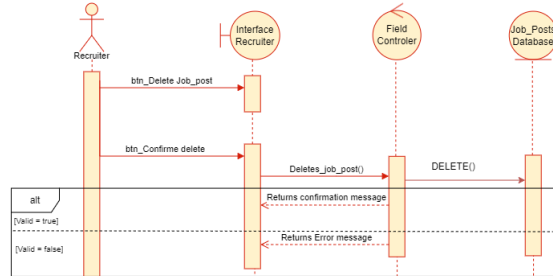 Recruiter
Interface
Recruiter
Field
Controler
Job_Posts
Database
btn_Delete Job_post
btn_Confirme delete
Deletes_job_post()
DELETE()
alt
[Valid = true]
Returns confirmation message
Returns Error message
[Valid = false]